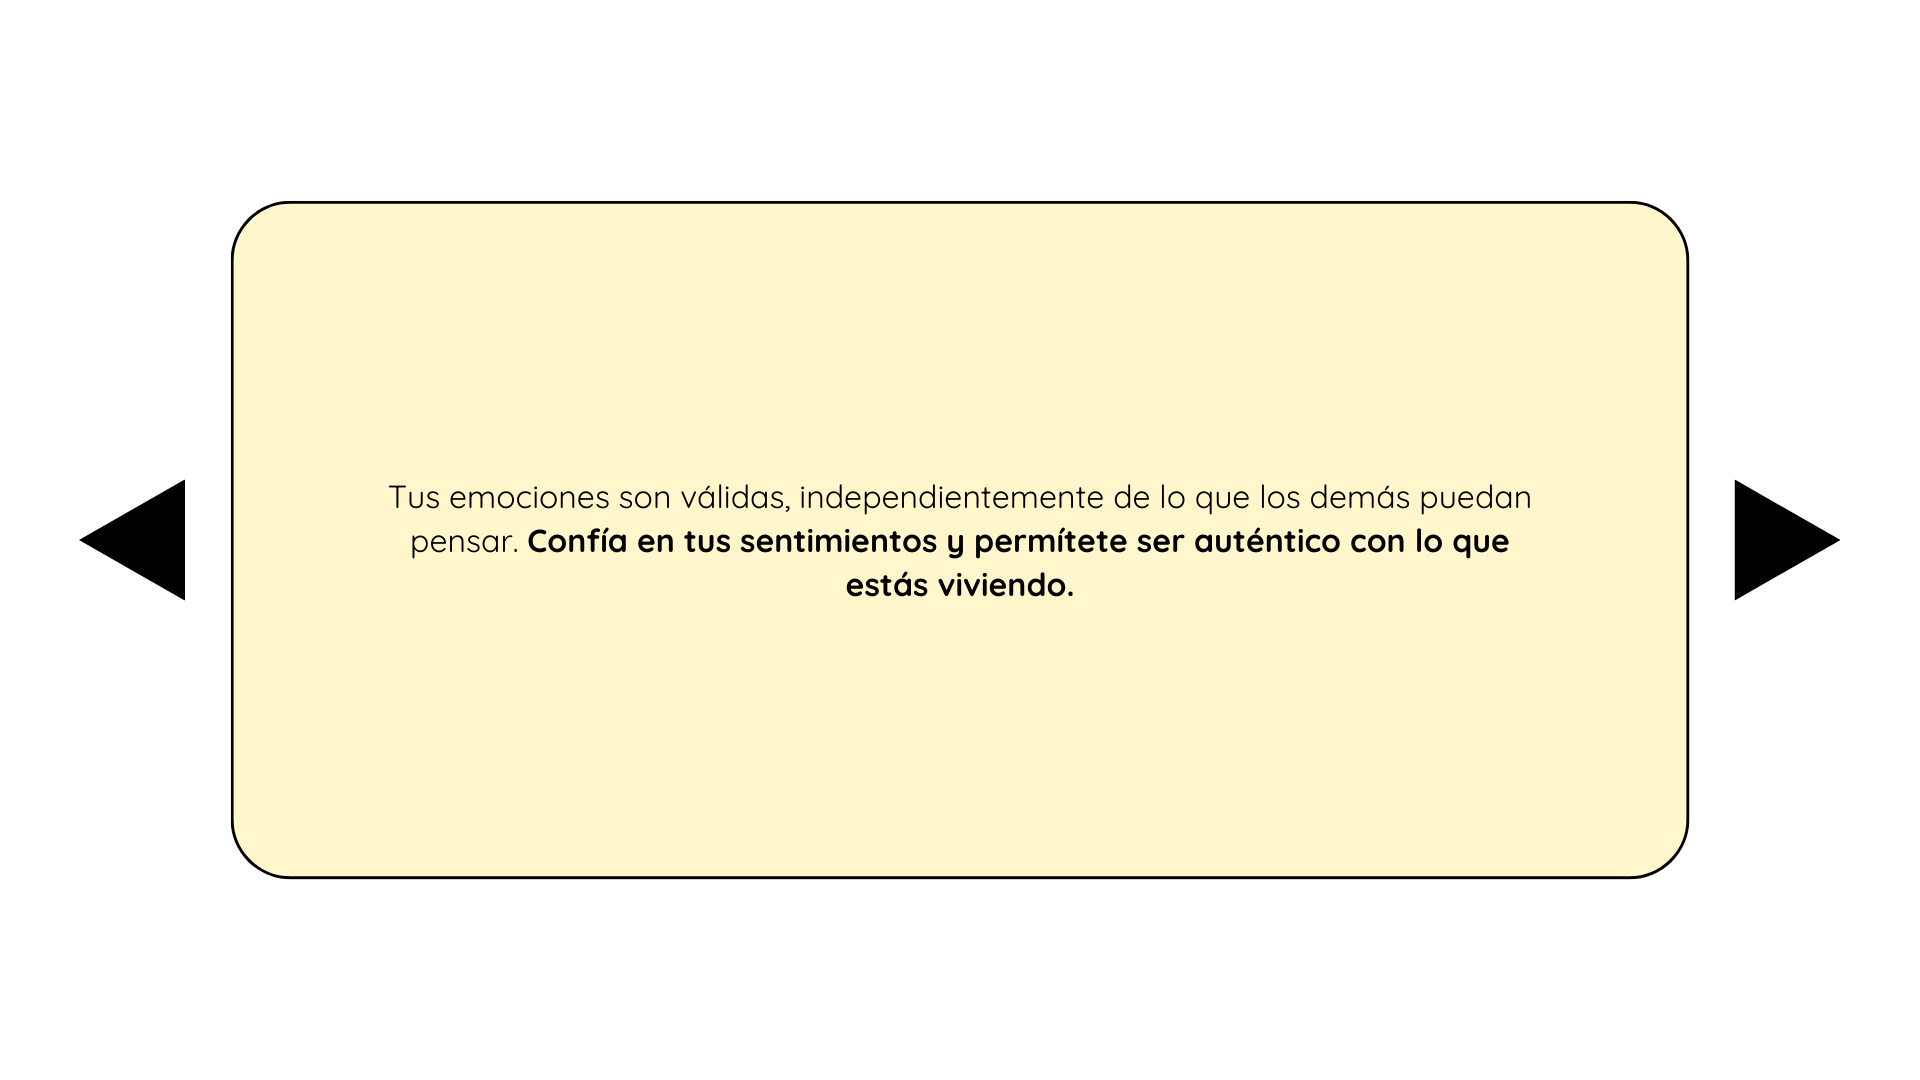 Tus emociones son válidas, independientemente de lo que los demás puedan
pensar. Confía en tus sentimientos y permítete ser auténtico con lo que
estás viviendo.